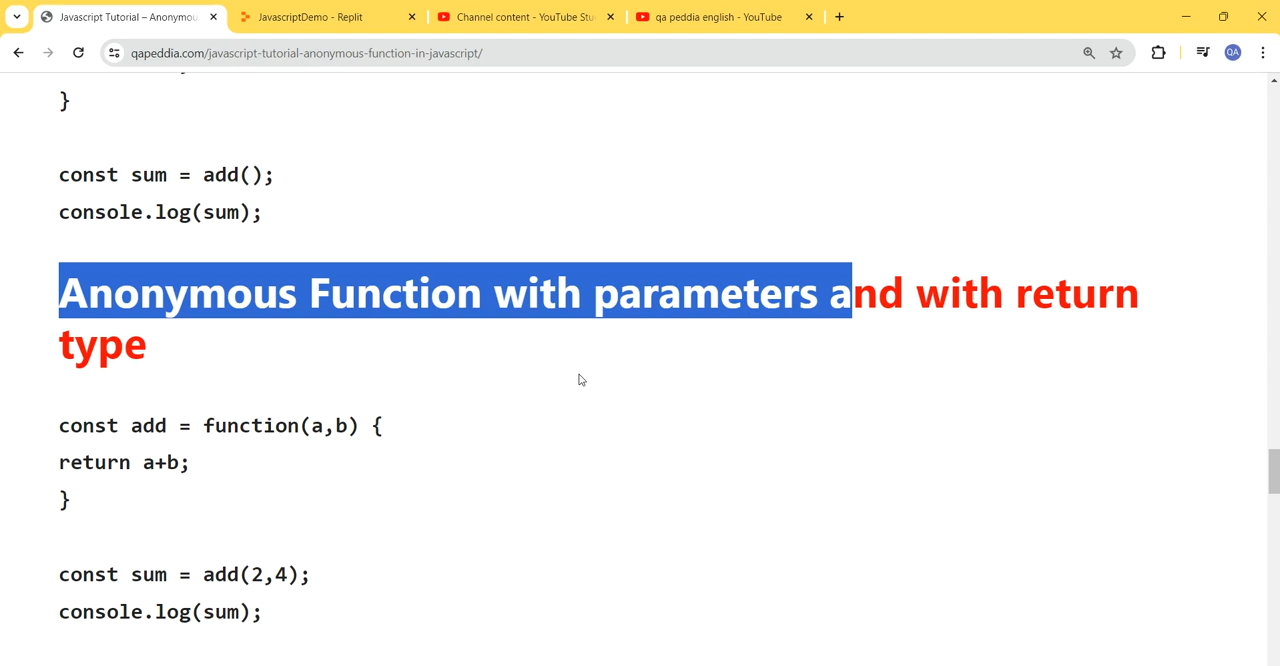 Javascript Tutorial – Anonymou
JavascriptDemo - Replit
Channel content - YouTube Stu
qa peddia english - YouTube
qapeddia.com/javascript-tutorial-anonymous-function-in-javascript/
QA
}
const sum = add();
console.log(sum);
Anonymous Function with parameters and with return
type
const add = function(a,b) {
return a+b;
}
const sum = add(2,4);
console.log(sum);